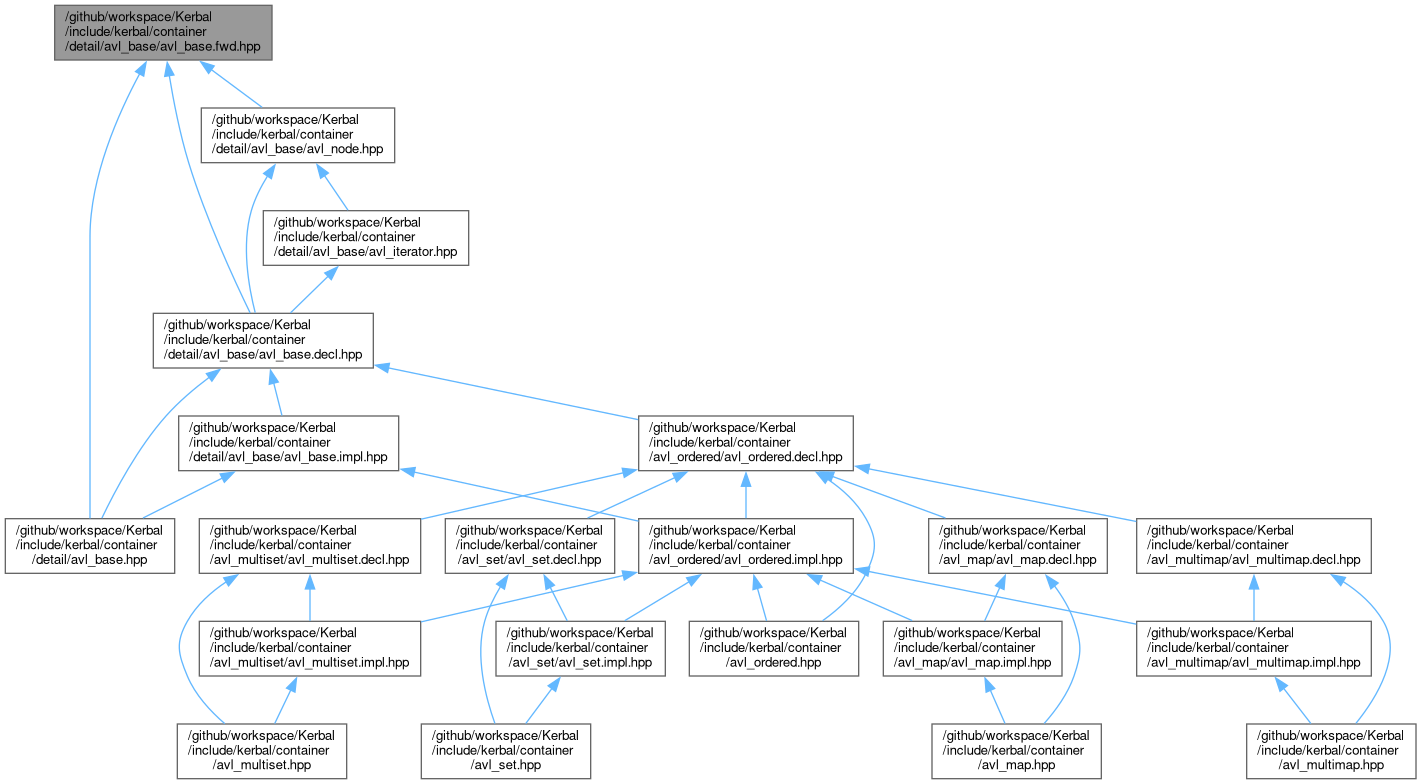 /github/workspace/Kerbal
/include/kerbal/container
/detail/avl_base/avl_base.fwd.hpp
/github/workspace/Kerbal
/include/kerbal/container
/detail/avl_base/avl_node.hpp
/github/workspace/Kerbal
/include/kerbal/container
/detail/avl_base/avl_iterator.hpp
/github/workspace/Kerbal
/include/kerbal/container
/detail/avl_base/avl_base.decl.hpp
/github/workspace/Kerbal
/include/kerbal/container
/detail/avl_base/avl_base.impl.hpp
/github/workspace/Kerbal
/include/kerbal/container
/avl_ordered/avl_ordered.decl.hpp
/github/workspace/Kerbal
/include/kerbal/container
/detail/avl_base.hpp
/github/workspace/Kerbal
/include/kerbal/container
/avl_multiset/avl_multiset.decl.hpp
/github/workspace/Kerbal
/include/kerbal/container
/avl_set/avl_set.decl.hpp
/github/workspace/Kerbal
/include/kerbal/container
/avl_ordered/avl_ordered.impl.hpp
/github/workspace/Kerbal
/include/kerbal/container
/avl_map/avl_map.decl.hpp
/github/workspace/Kerbal
/include/kerbal/container
/avl_multimap/avl_multimap.decl.hpp
/github/workspace/Kerbal
/include/kerbal/container
/avl_multiset/avl_multiset.impl.hpp
/github/workspace/Kerbal
/include/kerbal/container
/avl_set/avl_set.impl.hpp
/github/workspace/Kerbal
/include/kerbal/container
/avl_ordered.hpp
/github/workspace/Kerbal
/include/kerbal/container
/avl_map/avl_map.impl.hpp
/github/workspace/Kerbal
/include/kerbal/container
/avl_multimap/avl_multimap.impl.hpp
/github/workspace/Kerbal
/include/kerbal/container
/avl_multiset.hpp
/github/workspace/Kerbal
/include/kerbal/container
/avl_set.hpp
/github/workspace/Kerbal
/include/kerbal/container
/avl_map.hpp
/github/workspace/Kerbal
/include/kerbal/container
/avl_multimap.hpp